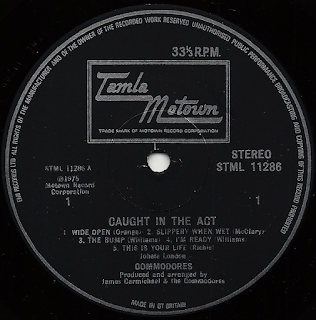 EMI RECORDS LTD. ALL RIGHTS OF THE MANUFACTURER AND OF THE OWNER OF THE RECORDED WORK RESERVED UNAUTHORISED PUBLIC PERFORMANCE BROADCASTING AND COPYING OF THIS RECORD PROHIBITED
33⅓ R.P.M.
Tamla Motown
TRADE MARK OF MOTOWN RECORD CORPORATION
STML 11286 A
℗1975
Motown Record
Corporation
STEREO
STML 11286
1
1
CAUGHT IN THE ACT
1 WIDE OPEN (Orange) · 2. SLIPPERY WHEN WET (McClary)
3. THE BUMP (Williams) 4. I'M READY (Williams)
5. THIS IS YOUR LIFE (Richie)
Jobete London
COMMODORES
Produced and arranged by
James Carmichael & the Commodores
MADE IN GT BRITAIN